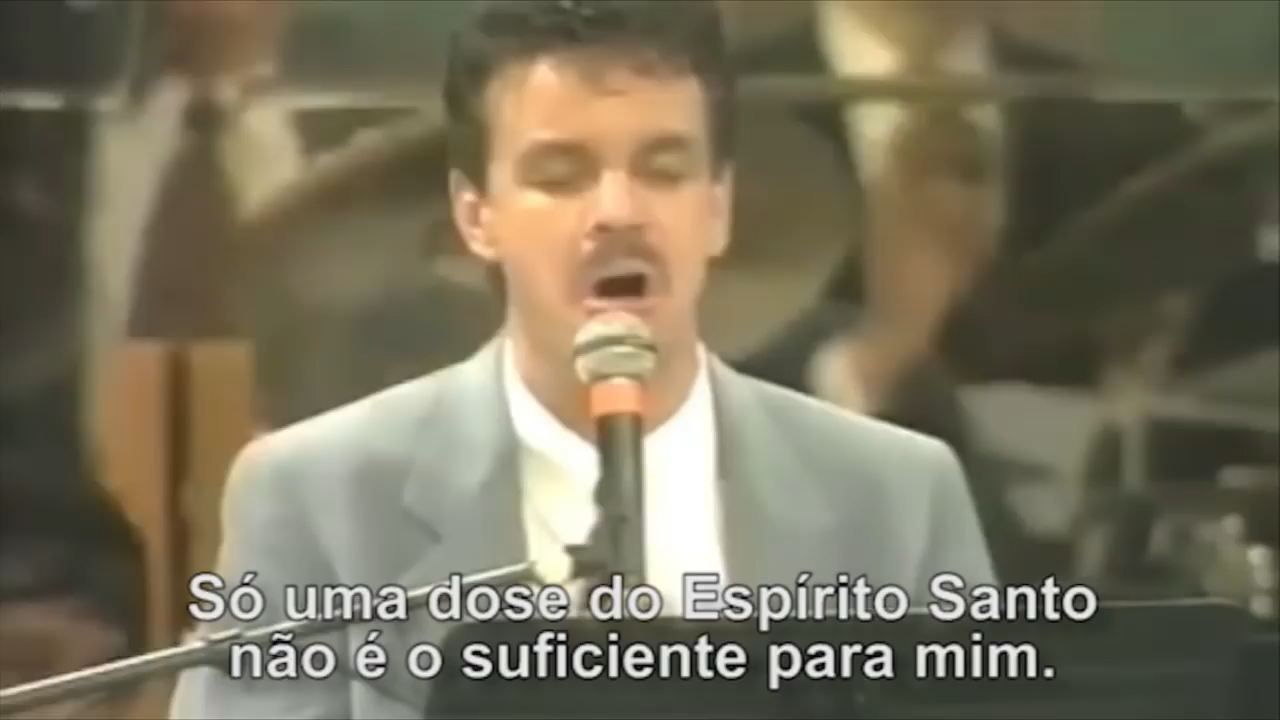 Só uma dose do Espírito Santo
não é o suficiente para mim.